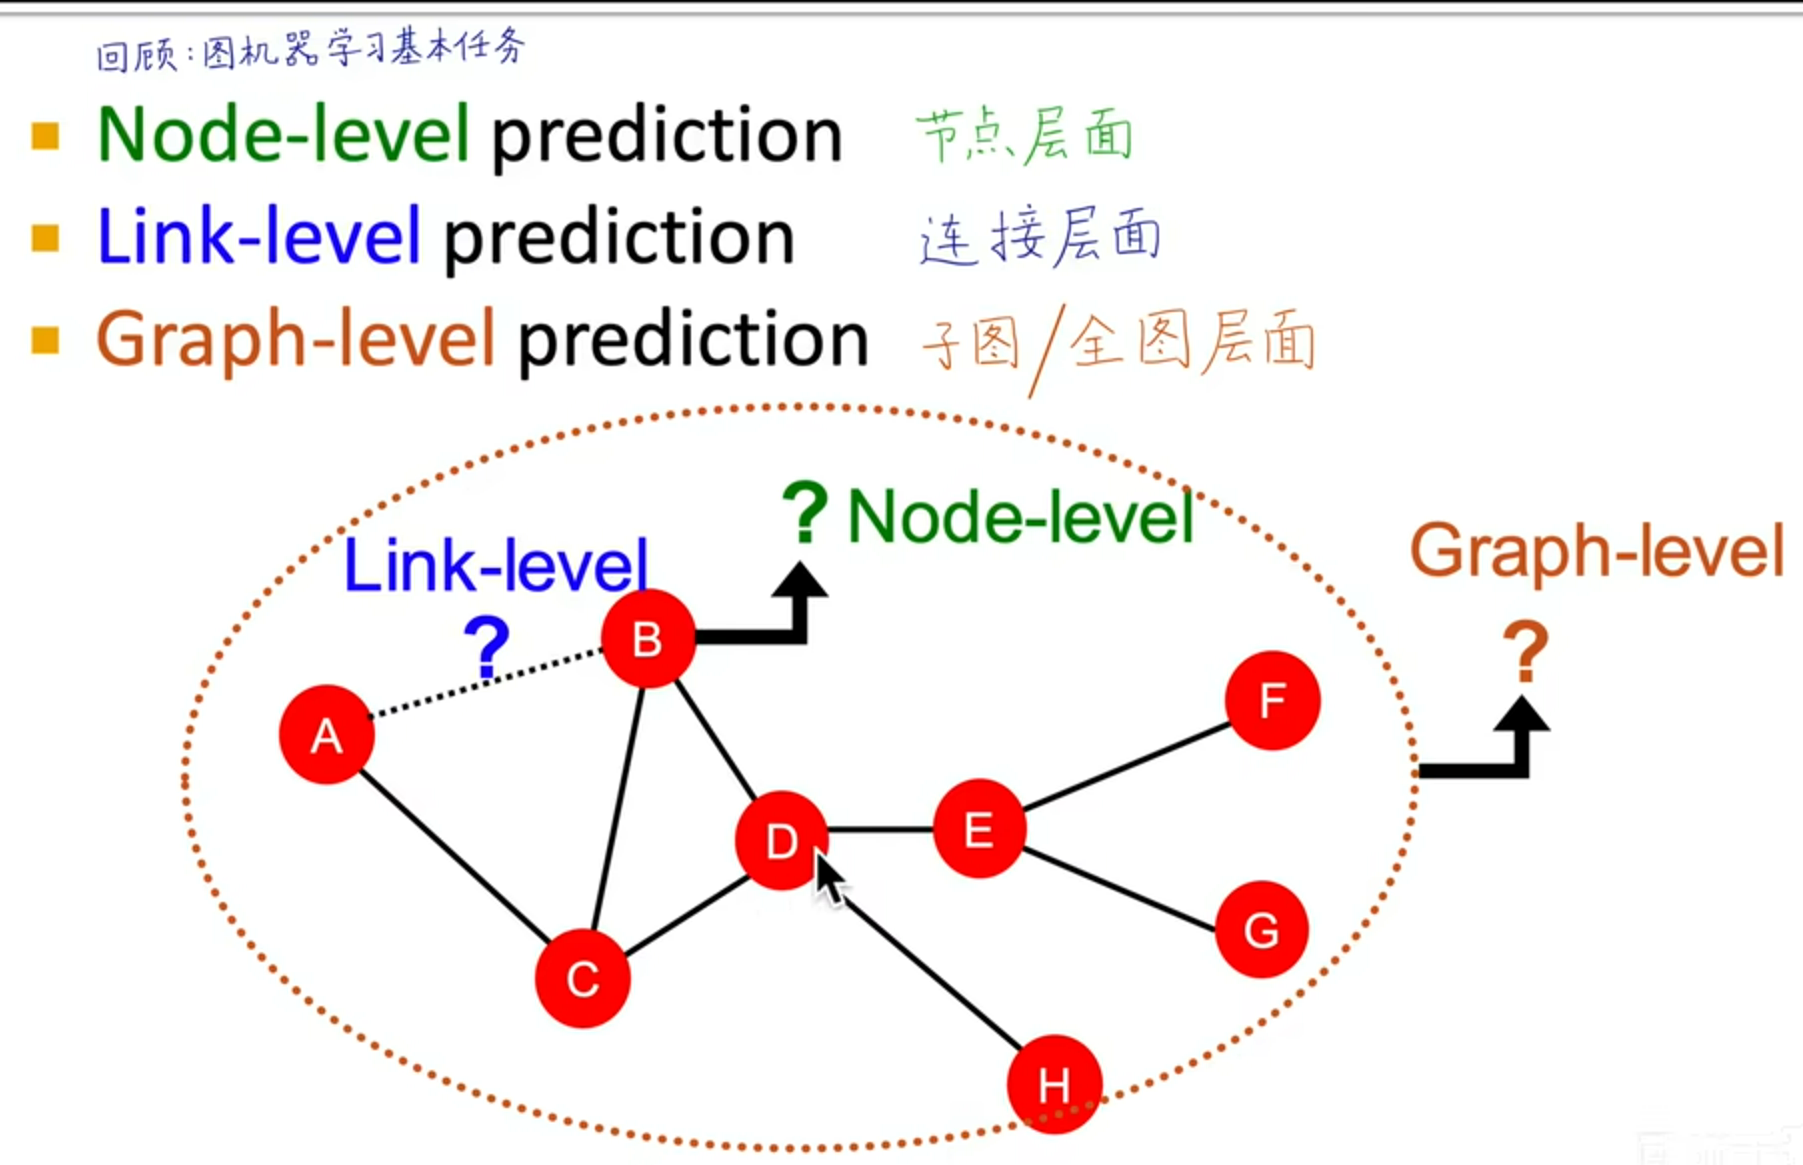 回顾:图机器学习基本任务
Node-level prediction 节点层面
Link-level prediction 连接层面
Graph-level prediction 子图/全图层面
? Node-level
Link-level
Graph-level
?
?
B
F
A
E
D
G
C
H